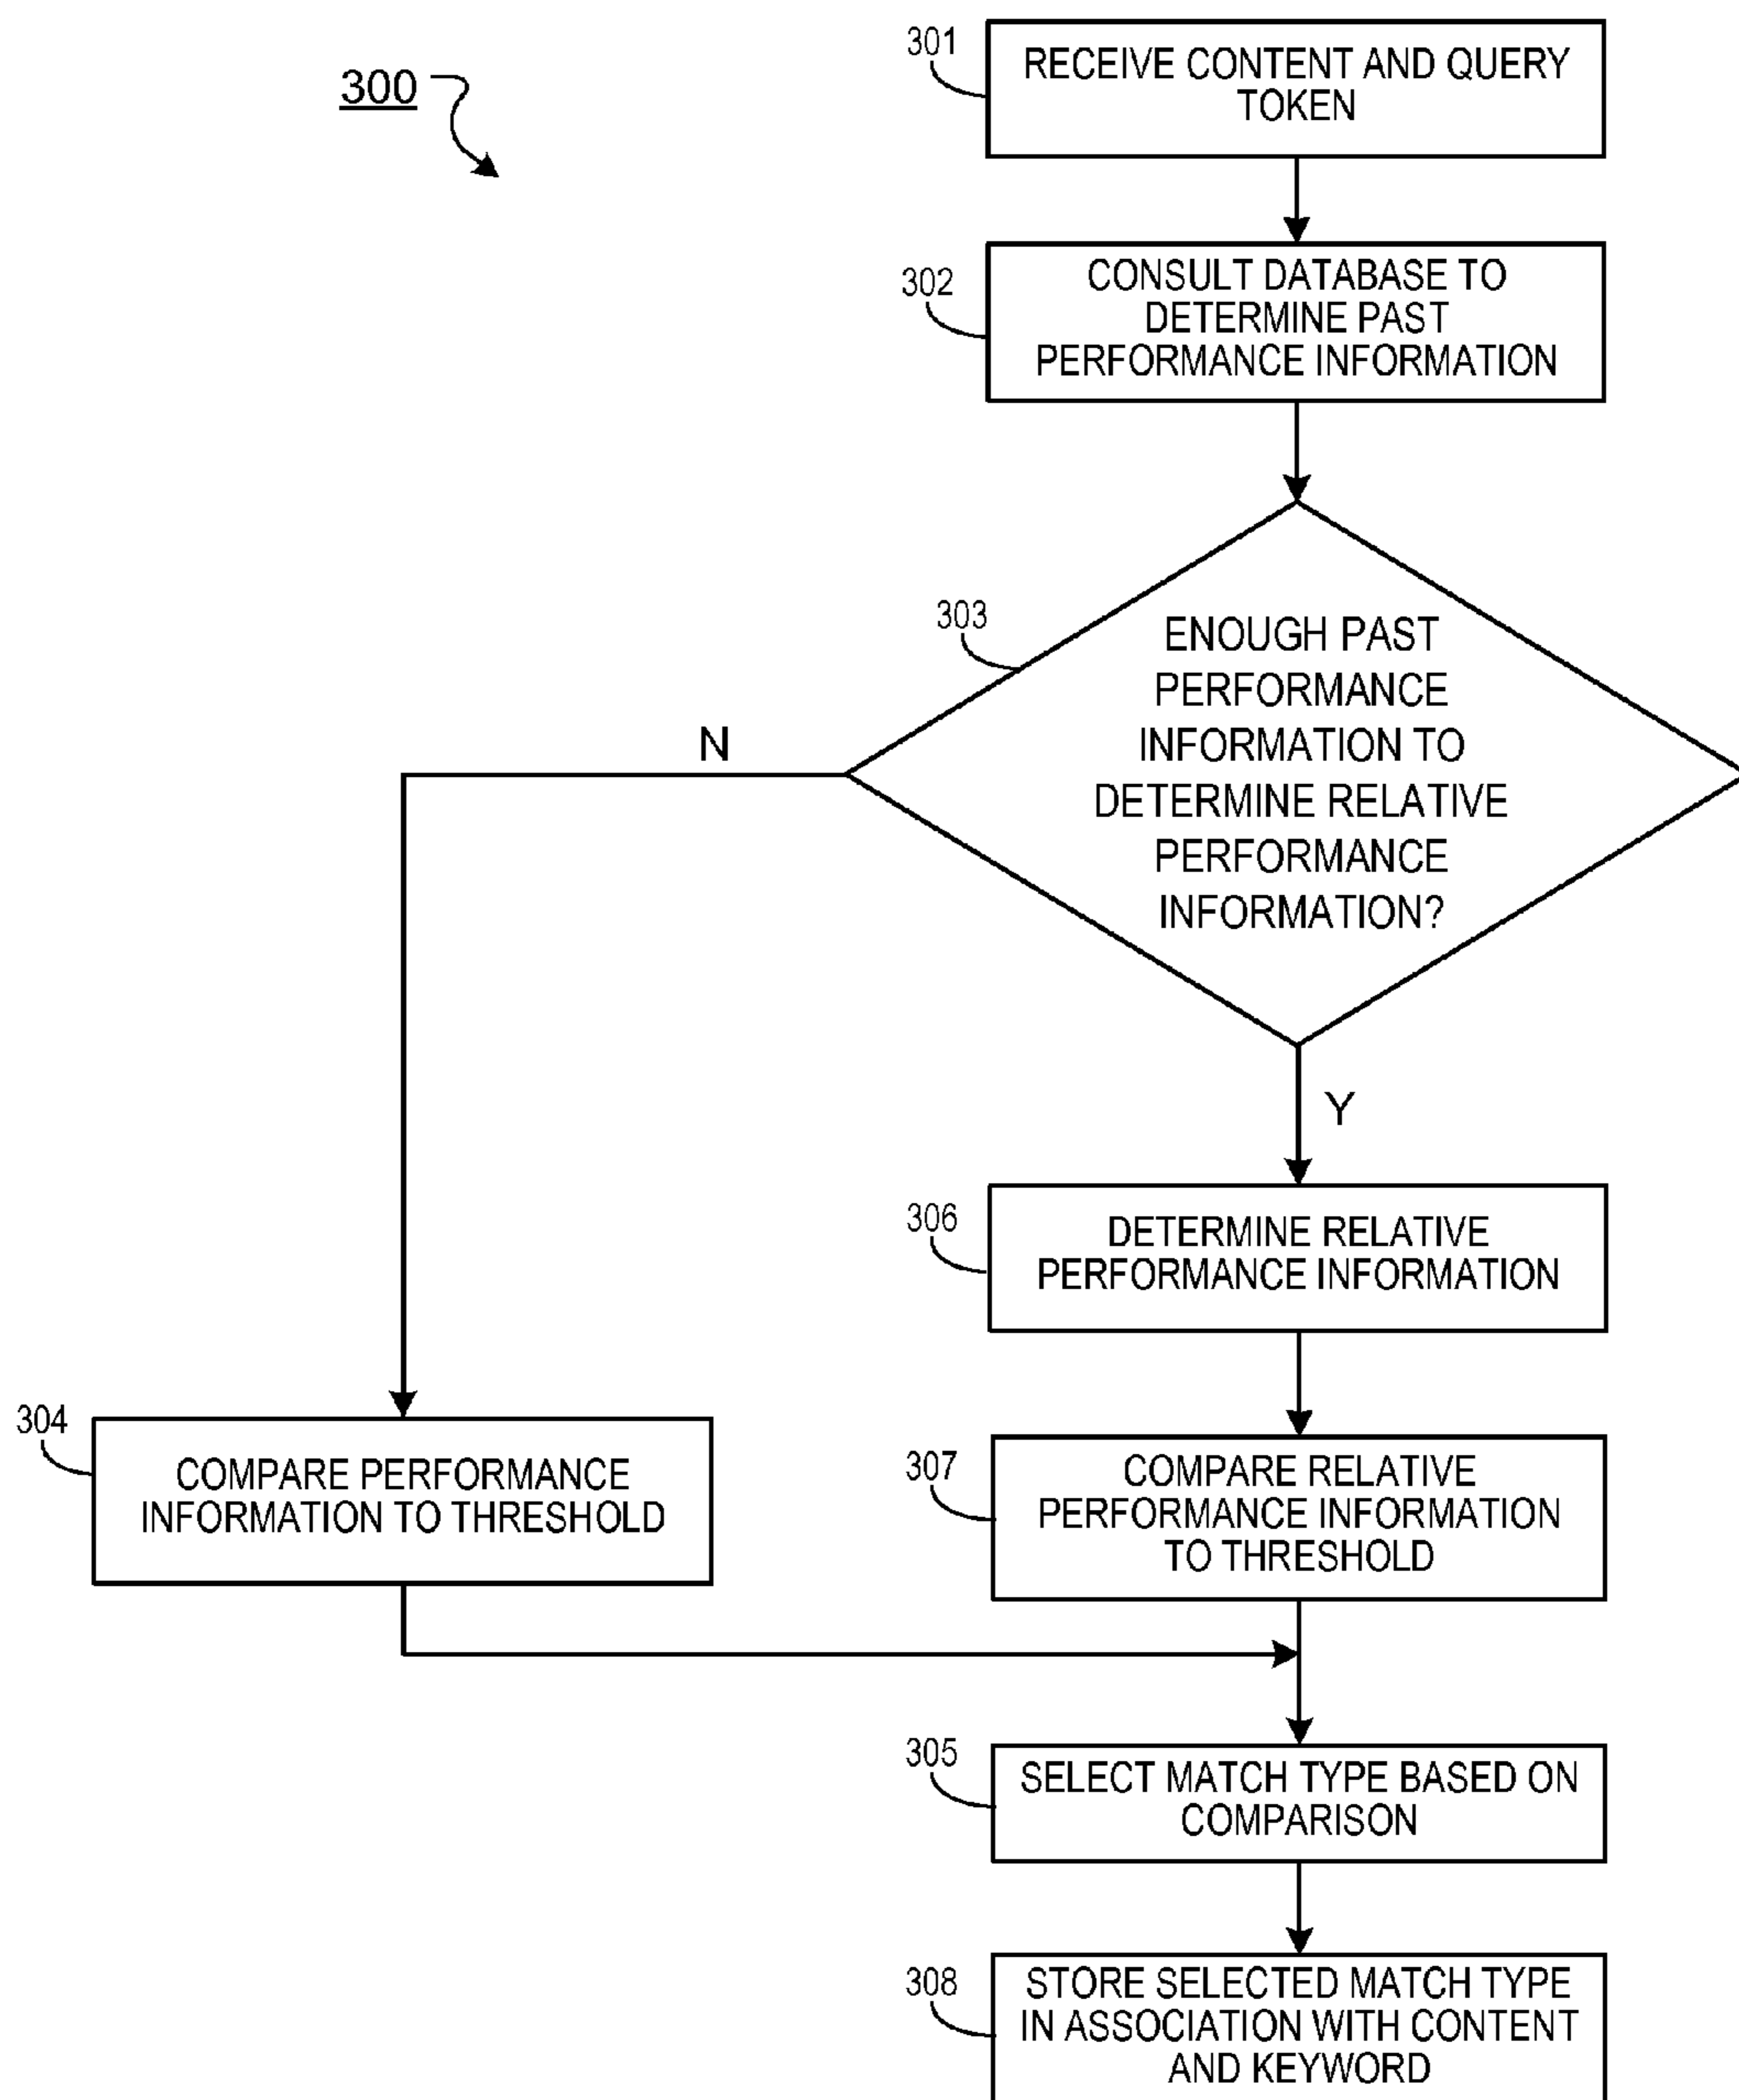 300
301
RECEIVE CONTENT AND QUERY
TOKEN
302
CONSULT DATABASE TO
DETERMINE PAST
PERFORMANCE INFORMATION
303
ENOUGH PAST
PERFORMANCE
INFORMATION TO
DETERMINE RELATIVE
PERFORMANCE
INFORMATION?
N
Y
306
DETERMINE RELATIVE
PERFORMANCE INFORMATION
304
COMPARE PERFORMANCE
INFORMATION TO THRESHOLD
307
COMPARE RELATIVE
PERFORMANCE INFORMATION
TO THRESHOLD
305
SELECT MATCH TYPE BASED ON
COMPARISON
308
STORE SELECTED MATCH TYPE
IN ASSOCIATION WITH CONTENT
AND KEYWORD